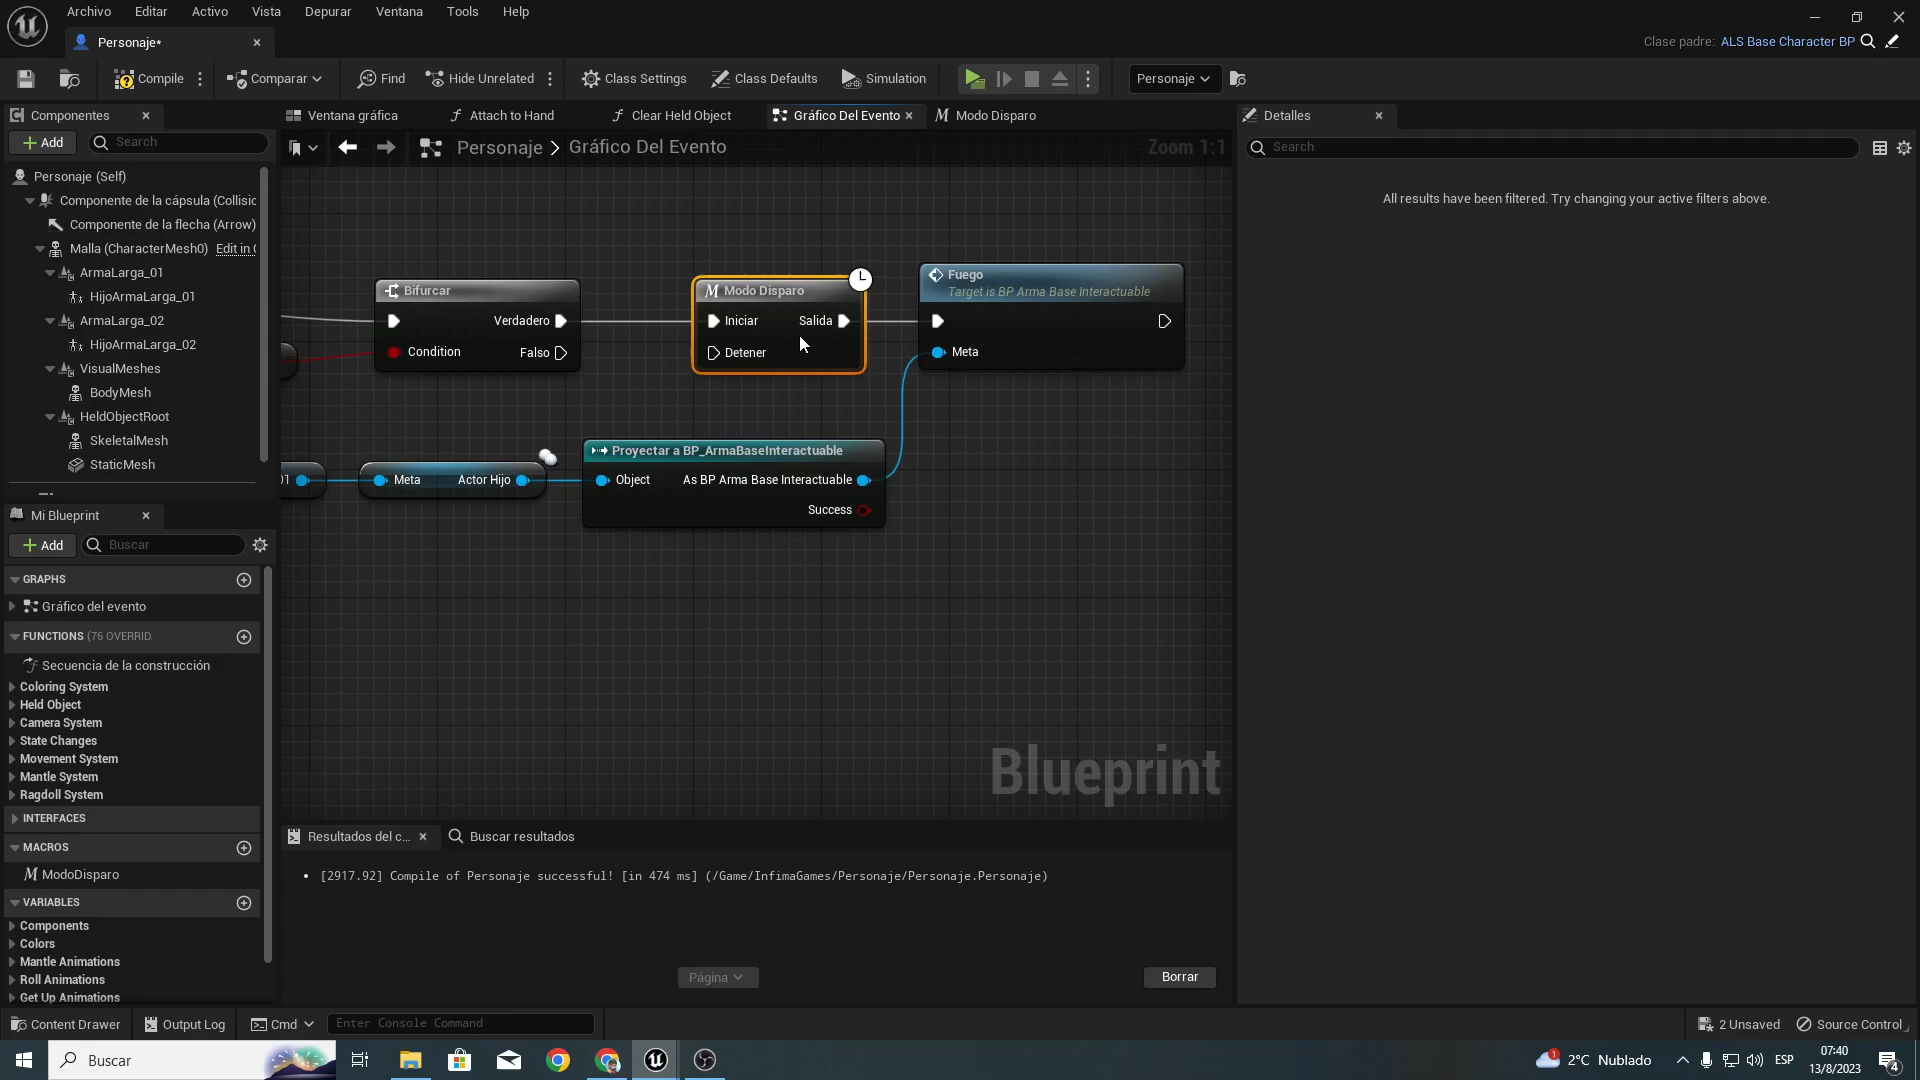 Archivo Editar Activo Vista Depurar Ventana Tools Help
Personaje*
Clase padre: ALS Base Character BP
Compile Comparar Find Hide Unrelated Class Settings Class Defaults Simulation Personaje
Componentes
Add Search
Personaje (Self)
Componente de la cápsula (Collisic
Componente de la flecha (Arrow)
Malla (CharacterMesh0) Edit in C
ArmaLarga_01
HijoArmaLarga_01
ArmaLarga_02
HijoArmaLarga_02
VisualMeshes
BodyMesh
HeldObjectRoot
SkeletalMesh
StaticMesh
Mi Blueprint
Add Buscar
GRAPHS
Gráfico del evento
FUNCTIONS (76 OVERRID.
Secuencia de la construcción
Coloring System
Held Object
Camera System
State Changes
Movement System
Mantle System
Ragdoll System
INTERFACES
MACROS
ModoDisparo
VARIABLES
Components
Colors
Mantle Animations
Roll Animations
Get Up Animations
Ventana gráfica Attach to Hand Clear Held Object Gráfico Del Evento Modo Disparo
Personaje > Gráfico Del Evento Zoom 1:1
Bifurcar
Verdadero
Condition Falso
Modo Disparo
Iniciar Salida
Detener
Fuego
Target is BP Arma Base Interactuable
Meta
01
Meta Actor Hijo
Proyectar a BP_ArmaBaseInteractuable
Object As BP Arma Base Interactuable
Success
Blueprint
Resultados del c... Buscar resultados
[2917.92] Compile of Personaje successful! [in 474 ms] (/Game/InfimaGames/Personaje/Personaje.Personaje)
Página Borrar
Detalles
Search
All results have been filtered. Try changing your active filters above.
Content Drawer Output Log Cmd Enter Console Command 2 Unsaved Source Control
Buscar
2°C Nublado ESP
07:40
13/8/2023
1
4